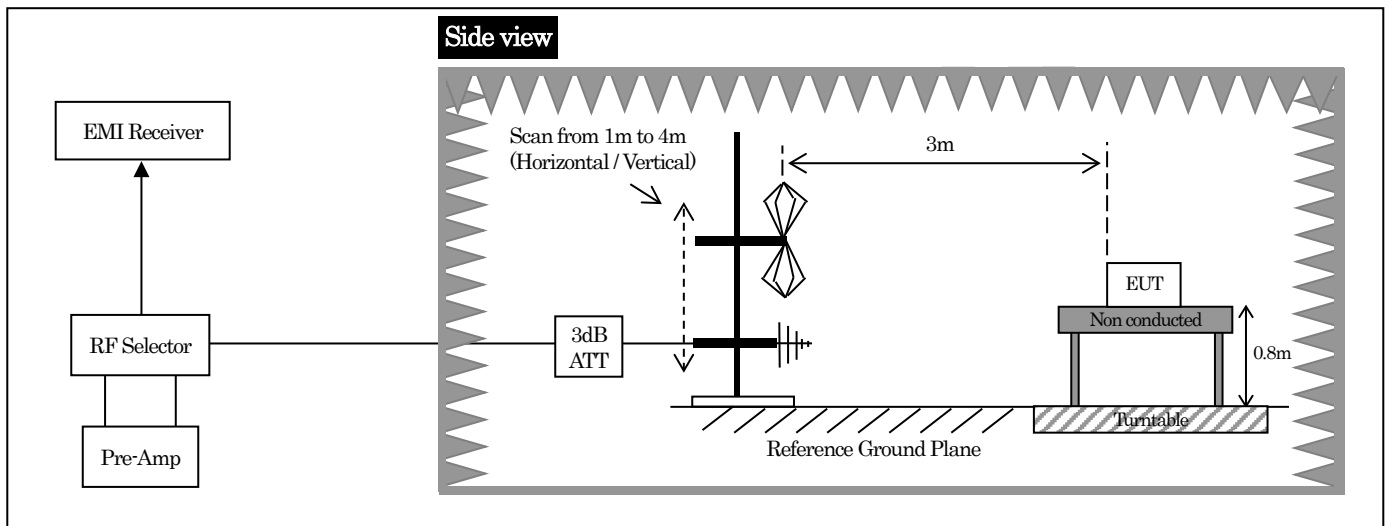 Side view
EMI Receiver
Scan from 1m to 4m
(Horizontal / Vertical)
3m
EUT
Non conducted
RF Selector
3dB
ATT
0.8m
Turntable
Reference Ground Plane
Pre-Amp